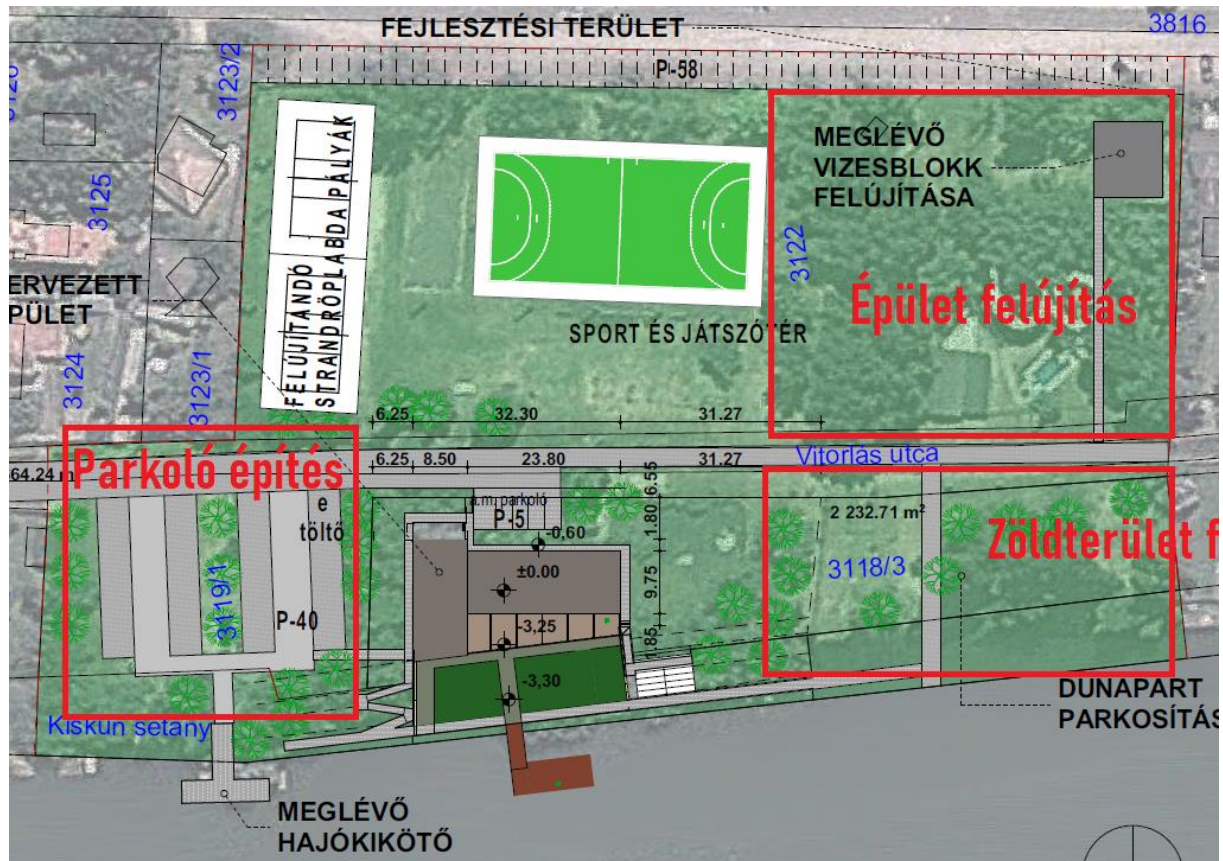 FEJLESZTÉSI TERÜLET
3816
3123/2
P-58
MEGLÉVŐ
VIZESBLOKK
FELÚJÍTÁSA
3125
3122
FELÚJÍTANDÓ
STRANDRÖPLABDA PÁLYÁK
ERVEZETT
PÜLET
Épület felújítás
SPORT ÉS JÁTSZÓTÉR
3124
3123/1
6.25 32.30 31.27
Vitorlás utca
64.24 m
Parkoló építés
6.25 8.50 23.80 31.27
6.55
e
töltő
a.m. parkoló
P-5
-0,60
1.80
2 232.71 m²
Zöldterület f
3118/3
±0.00
9.75
3119/1
P-40
-3,25
1.85
-3,30
Kiskun sétány
DUNAPART
PARKOSÍTÁS
MEGLÉVŐ
HAJÓKIKÖTŐ